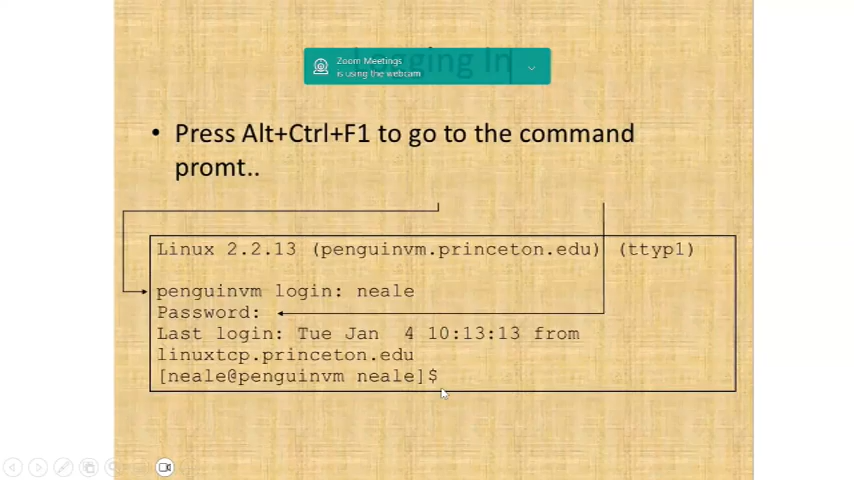 Logging In
Zoom Meetings
is using the webcam
• Press Alt+Ctrl+F1 to go to the command
promt..
Linux 2.2.13 (penguinvm.princeton.edu) (ttyp1)
penguinvm login: neale
Password:
Last login: Tue Jan  4 10:13:13 from
linuxtcp.princeton.edu
[neale@penguinvm neale]$